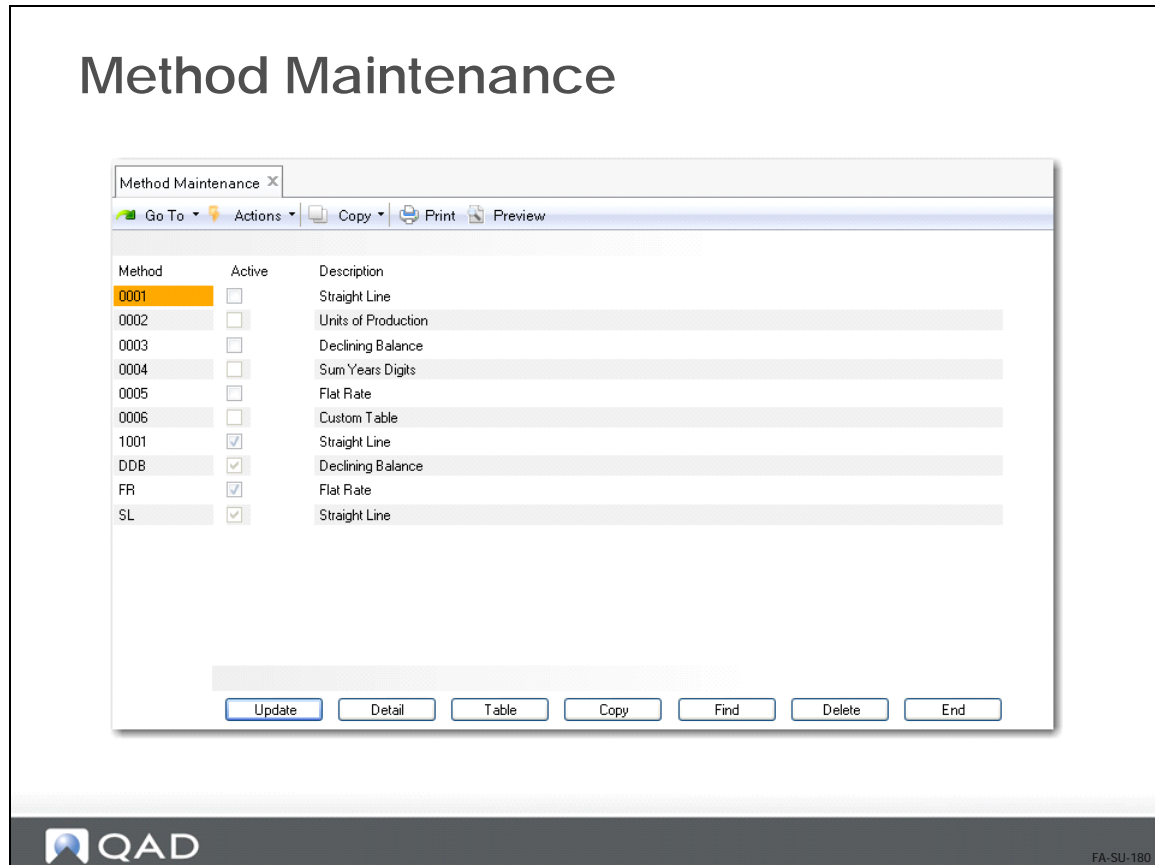 Method Maintenance
Method Maintenance X
Go To Actions Copy Print Preview
Method Active Description
0001 Straight Line
0002 Units of Production
0003 Declining Balance
0004 Sum Years Digits
0005 Flat Rate
0006 Custom Table
1001 Straight Line
DDB Declining Balance
FR Flat Rate
SL Straight Line
Update Detail Table Copy Find Delete End
QAD
FA-SU-180